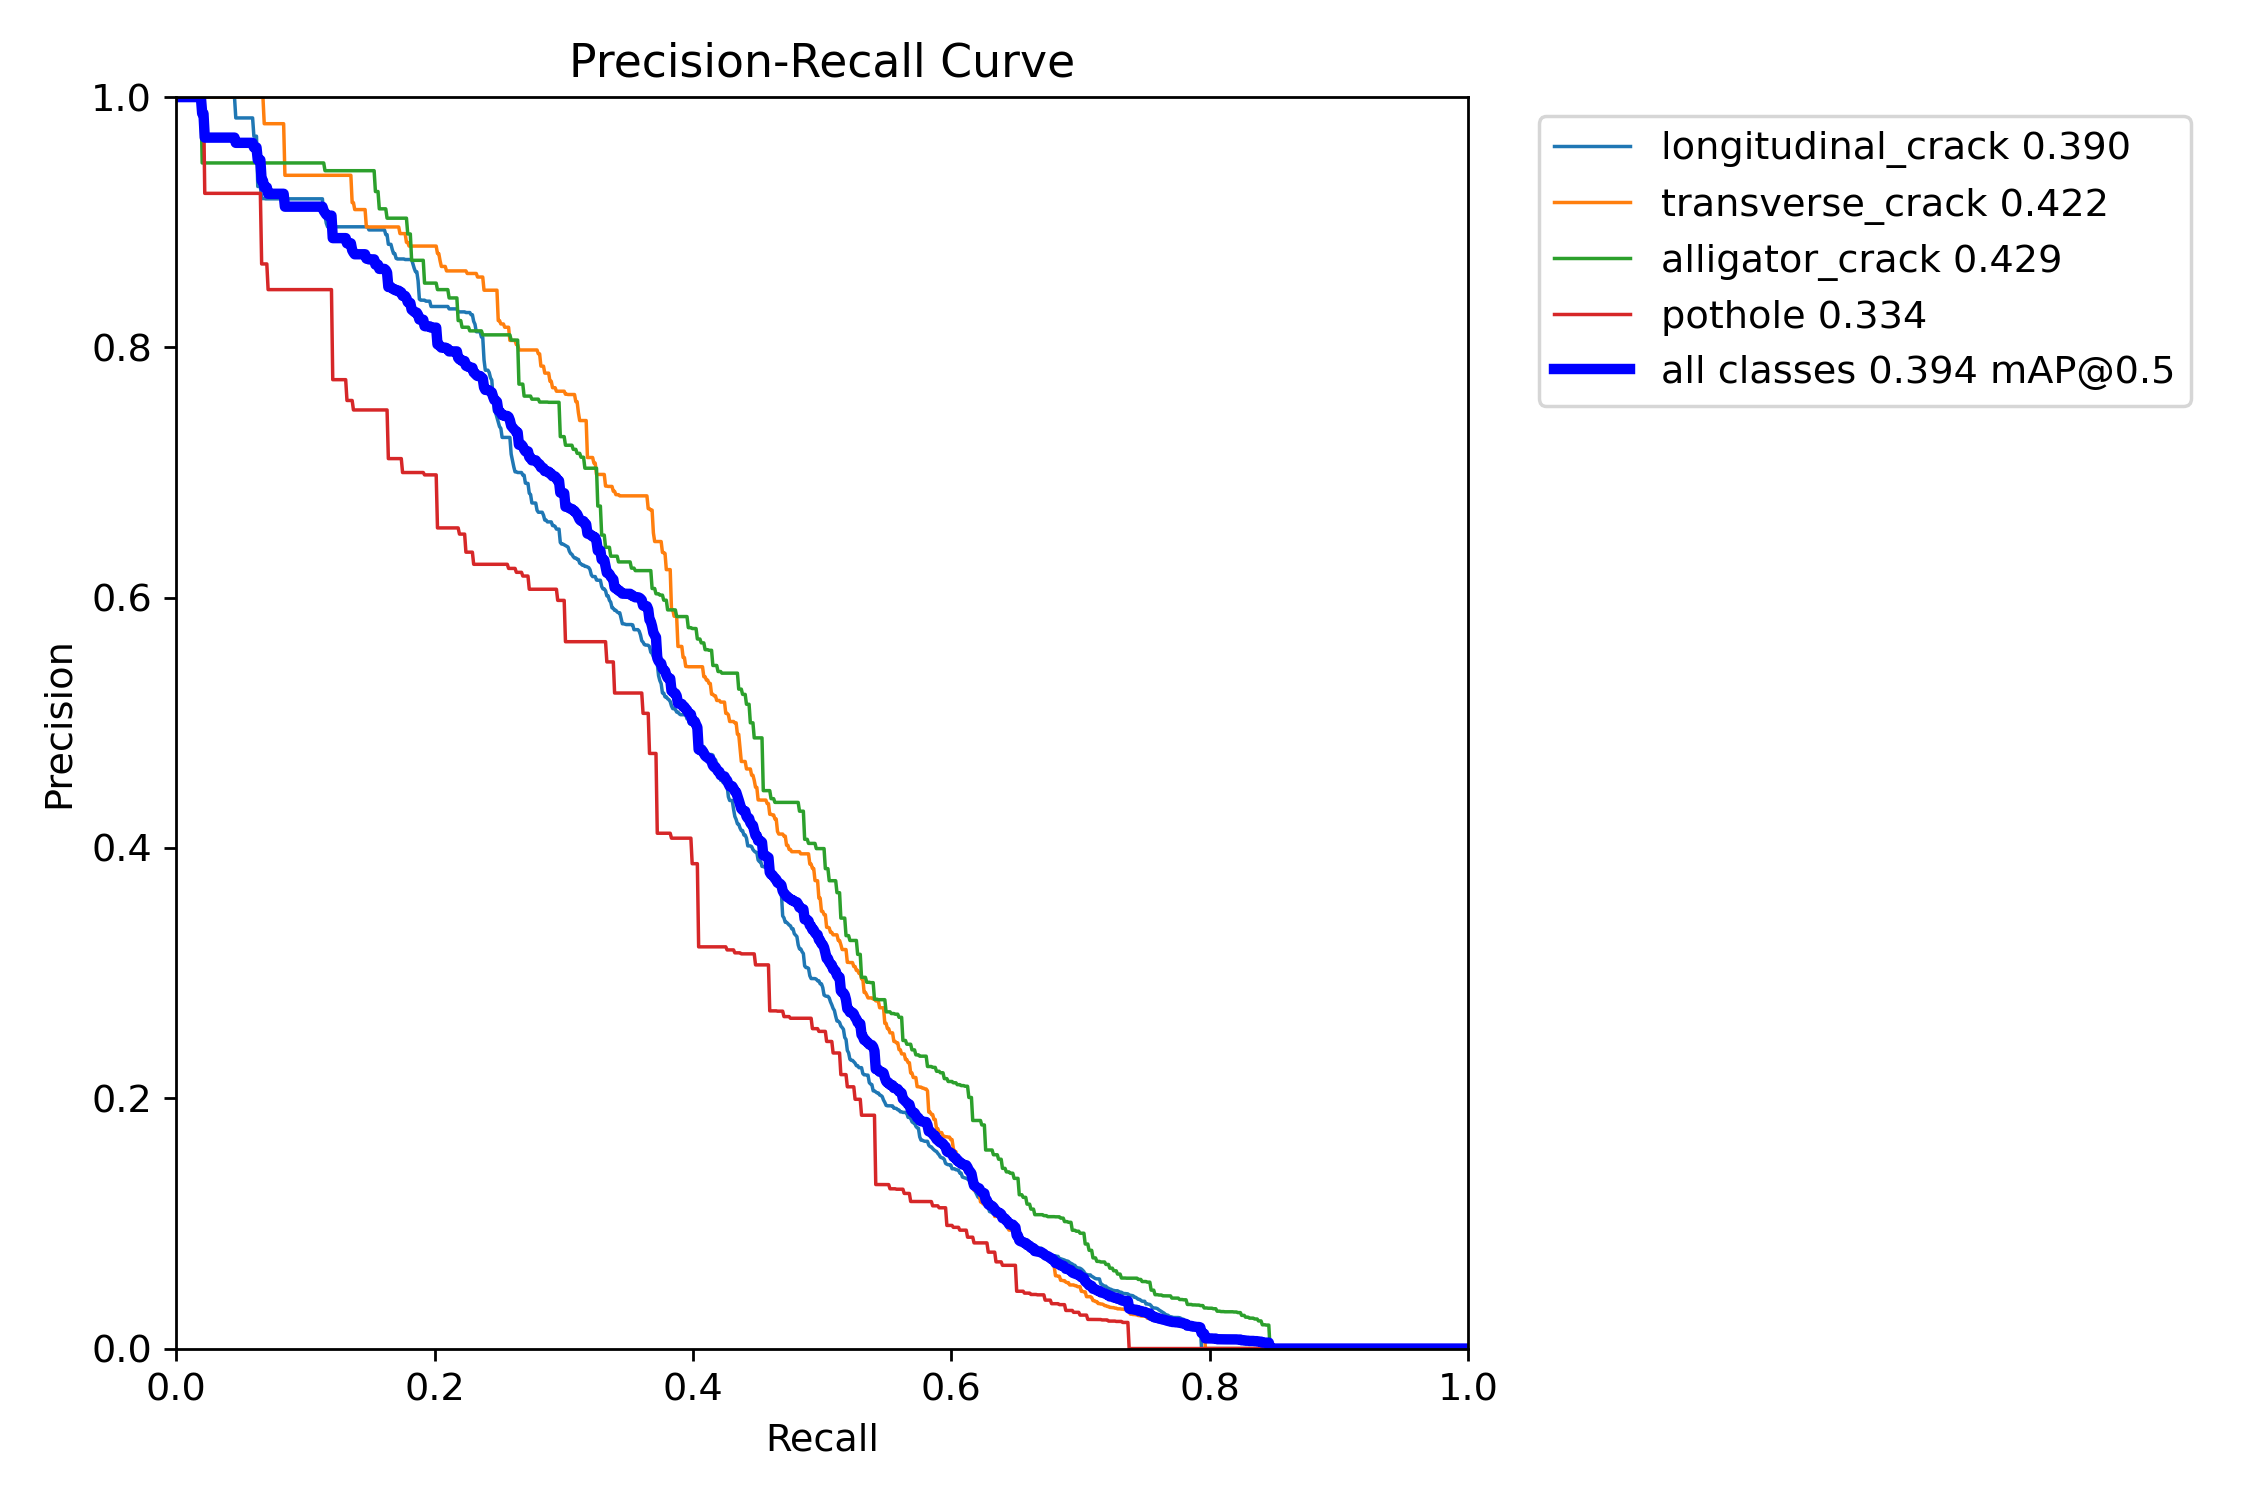 Precision-Recall Curve
longitudinal_crack 0.390
transverse_crack 0.422
alligator_crack 0.429
pothole 0.334
all classes 0.394 mAP@0.5
Precision
1.0
0.8
0.6
0.4
0.2
0.0
0.0 0.2 0.4 0.6 0.8 1.0
Recall